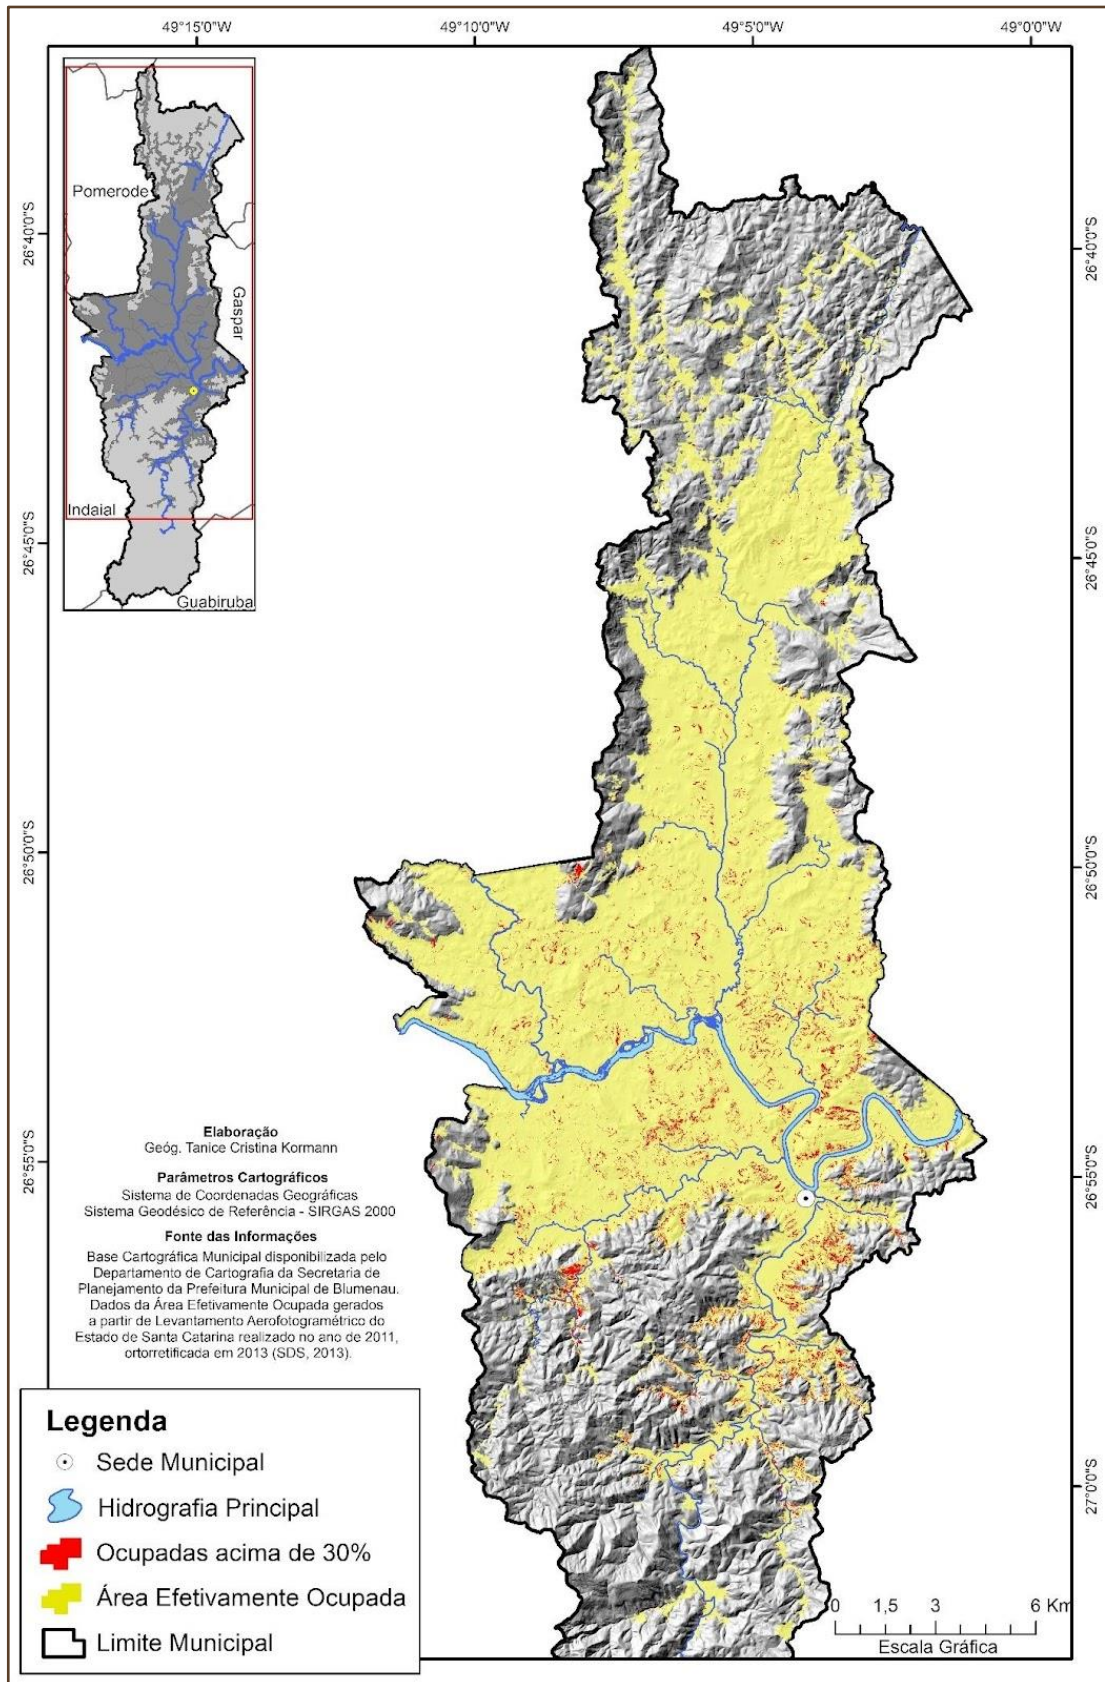 49°15'0"W
49°10'0"W
49°5'0"W
49°0'0"W
Pomerode
Gaspar
Indaial
Guabiruba
26°40'0"S
26°40'0"S
26°45'0"S
26°45'0"S
26°50'0"S
26°50'0"S
26°55'0"S
26°55'0"S
27°0'0"S
Elaboração
Geóg. Tanice Cristina Kormann
Parâmetros Cartográficos
Sistema de Coordenadas Geográficas
Sistema Geodésico de Referência - SIRGAS 2000
Fonte das Informações
Base Cartográfica Municipal disponibilizada pelo
Departamento de Cartografia da Secretaria de
Planejamento da Prefeitura Municipal de Blumenau.
Dados da Área Efetivamente Ocupada gerados
a partir de Levantamento Aerofotogramétrico do
Estado de Santa Catarina realizado no ano de 2011,
ortorretificada em 2013 (SDS, 2013).
Legenda
Sede Municipal
Hidrografia Principal
Ocupadas acima de 30%
Área Efetivamente Ocupada
Limite Municipal
0 1,5 3 6 Km
Escala Gráfica